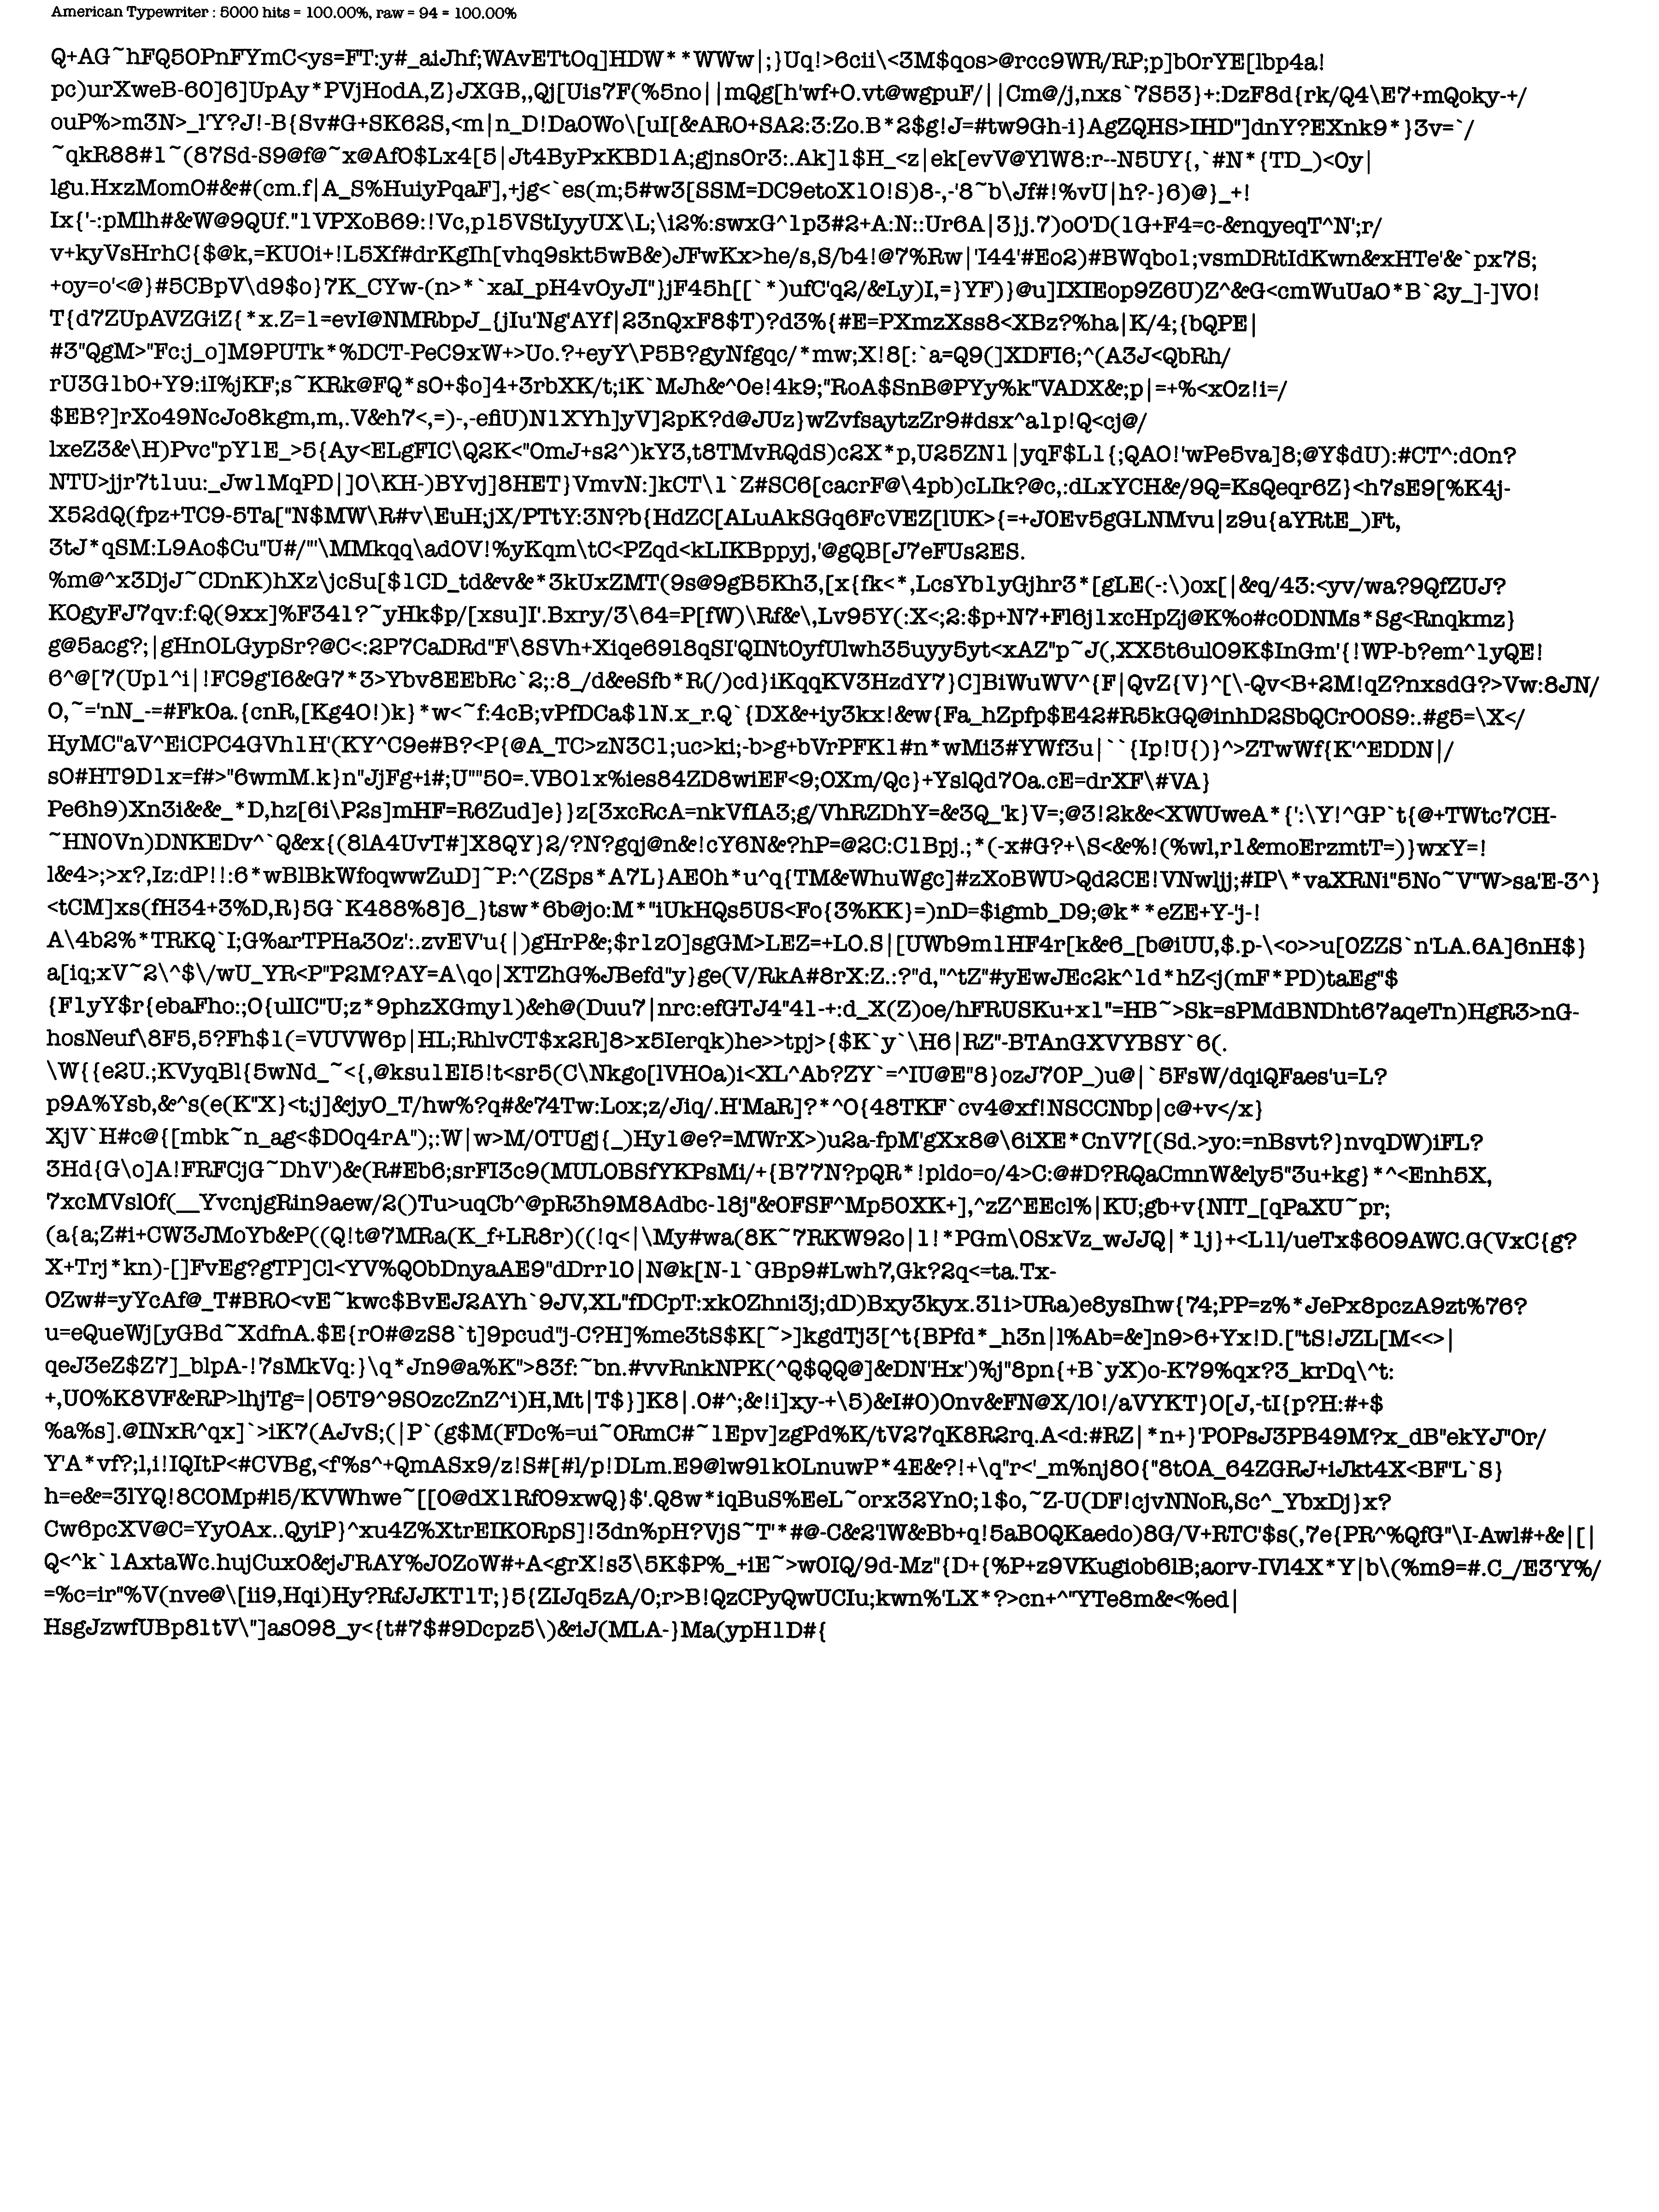 American Typewriter : 5000 hits = 100.00%, raw = 94 = 100.00%
Q+AG~hFQ5OPnFYmC<ys=FT:y#_aiJhf;WAvETtOq]HDW**WWw|;}Uq!>6cii\<3M$qos>@rcc9WR/RP;p]bOrYE[lbp4a!
pc)urXweB-60]6]UpAy*PVjHodA,Z}JXGB,,Qj[Uis7F(%5no||mQg[h'wf+O.vt@wgpuF/||Cm@/j,nxs`7S53}+:DzF8d{rk/Q4\E7+mQoky-+/
ouP%>m3N>_l'Y?J!-B{Sv#G+SK62S,<m|n_D!Da0Wo\[uI[&ARO+SA2:3:Zo.B*2$g!J=#tw9Gh-i}AgZQHS>IHD"]dnY?EXnk9*}3v=`/
~qkR88#1~(87Sd-S9@f@~x@AfO$Lx4[5|Jt4ByPxKBD1A;gjnsOr3:.Ak]1$H_<z|ek[evV@YlW8:r--N5UY{,`#N*{TD_)<Oy|
lgu.HxzMomO#&#(cm.f|A_S%HuiyPqaF],+jg<`es(m;5#w3[SSM=DC9etoX1O!S)8-,-'8~b\Jf#!%vU|h?-}6)@}_+!
Ix{'-:pMlh#&W@9QUf."1VPXoB69:!Vc,p15VStIyyUX\L;\i2%:swxG^1p3#2+A:N::Ur6A|3}j.7)oO'D(1G+F4=c-&nqyeqT^N';r/
v+kyVsHrhC{$@k,=KUOi+!L5Xf#drKgIh[vhq9skt5wB&)JFwKx>he/s,S/b4!@7%Rw|'I44'#Eo2)#BWqbo1;vsmDRtIdKwn&xHTe'&`px7S;
+oy=o'<@}#5CBpV\d9$o}7K_CYw-(n>*`xaI_pH4vOyJI"}jF45h[[`*)ufC'q2/&Ly)I,=}YF)}@u]IXIEop9Z6U)Z^&G<cmWuUaO*B`2y_]-]VO!
T{d7ZUpAVZGiZ{*x.Z=1=evI@NMRbpJ_{jIu'Ng'AYf|23nQxF8$T)?d3%{#E=PXmzXss8<XBz?%ha|K/4;{bQPE|
#3"QgM>"Fc:j_o]M9PUTk*%DCT-PeC9xW+>Uo.?+eyY\P5B?gyNfgqc/*mw;X!8[:`a=Q9(]XDFI6;^(A3J<QbRh/
rU3G1bO+Y9:iI%jKF;s~KRk@FQ*sO+$o]4+3rbXK/t;iK`MJh&^0e!4k9;"RoA$SnB@PYy%k"VADX&;p|=+%<xOz!i=/
$EB?]rXo49NcJo8kgm,m,.V&h7<,=)-,-efiU)N1XYh]yV]2pK?d@JUz}wZvfsaytzZr9#dsx^a1p!Q<cj@/
lxeZ3&\H)Pvc"pY1E_>5{Ay<ELgFIC\Q2K<"OmJ+s2^)kY3,t8TMvRQdS)c2X*p,U25ZN1|yqF$L1{;QAO!'wPe5va]8;@Y$dU):#CT^:dOn?
NTU>jjr7t1uu:_Jw1MqPD|]0\KH-)BYvj]8HET}VmvN:]kCT\1`Z#SC6[cacrF@\4pb)cLIk?@c,:dLxYCH&/9Q=KsQeqr6Z}<h7sE9[%K4j-
X52dQ(fpz+TC9-5Ta["N$MW\R#v\EuH;jX/PTtY:3N?b{HdZC[ALuAkSGq6FcVEZ[lUK>{=+J0Ev5gGLNMvu|z9u{aYRtE_)Ft,
3tJ*qSM:L9Ao$Cu"U#/"'\MMkqq\adOV!%yKqm\tC<PZqd<kLIKBppyj,'@gQB[J7eFUs2ES.
%m@^x3DjJ~CDnK)hXz\jcSu[$1CD_td&v&*3kUxZMT(9s@9gB5Kh3,[x{fk<*,LcsYb1yGjhr3*[gLE(-:\)ox[|&q/43:<yv/wa?9QfZUJ?
KOgyFJ7qv:f:Q(9xx]%F341?~yHk$p/[xsu]I'.Bxry/3\64=P[fW)\Rf&\,Lv95Y(:X<;2:$p+N7+Fl6j1xcHpZj@K%o#cODNMs*Sg<Rnqkmz}
g@5acg?;|gHnOLGypSr?@C<:2P7CaDRd"F\8SVh+Xiqe69l8qSI'QINtOyfUlwh35uyy5yt<xAZ"p~J(,XX5t6ulO9K$InGm'{!WP-b?em^1yQE!
6^@[7(Up1^i|!FC9g'I6&G7*3>Ybv8EEbRc`2;:8_/d&eSfb*R(/)cd}iKqqKV3HzdY7}C]BiWuWV^{F|QvZ{V}^[\-Qv<B+2M!qZ?nxsdG?>Vw:8JN/
O,~='nN_-=#FkOa.{cnR,[Kg4O!)k}*w<~f:4cB;vPfDCa$1N.x_r.Q`{DX&+iy3kx!&w{Fa_hZpfp$E42#R5kGQ@inhD2SbQCrOOS9:.#g5=\X</
HyMC"aV^EiCPC4GVh1H'(KY^C9e#B?<P{@A_TC>zN3C1;uc>ki;-b>g+bVrPFK1#n*wMi3#YWf3u|``{Ip!U{)}^>ZTwWf{K'^EDDN|/
sO#HT9D1x=f#>"6wmM.k}n"JjFg+i#;U""50=.VBO1x%ies84ZD8wiEF<9;OXm/Qc}+YslQd7Oa.cE=drXF\#VA}
Pe6h9)Xn3i&&_*D,hz[6i\P2s]mHF=R6Zud]e}}z[3xcRcA=nkVfIA3;g/VhRZDhY=&3Q_'k}V=;@3!2k&<XWUweA*{':\Y!^GP`t{@+TWtc7CH-
~HNOVn)DNKEDv^`Q&x{(8lA4UvT#]X8QY}2/?N?gqj@n&!cY6N&?hP=@2C:C1Bpj.;*(-x#G?+\S<&%!(%wl,r1&moErzmtT=)}wxY=!
l&4>;>x?,Iz:dP!!:6*wBlBkWfoqwwZuD]~P:^(ZSps*A7L}AEOh*u^q{TM&WhuWgc]#zXoBWU>Qd2CE!VNwljj;#IP\*vaXRNi"5No~V"W>sa'E-3^}
<tCM]xs(fH34+3%D,R}5G`K488%8]6_}tsw*6b@jo:M*"iUkHQs5US<Fo{3%KK}=)nD=$igmb_D9;@k**eZE+Y-'j-!
A\4b2%*TRKQ`I;G%arTPHa3Oz':.zvEV'u{|)gHrP&;$r1zO]sgGM>LEZ=+LO.S|[UWb9m1HF4r[k&6_[b@iUU,$.p-\<o>>u[OZZS`n'LA.6A]6nH$}
a[iq;xV~2\^$\/wU_YR<P"P2M?AY=A\qo|XTZhG%JBefd"y}ge(V/RkA#8rX:Z.:?"d,"^tZ"#yEwJEc2k^1d*hZ<j(mF*PD)taEg"$
{F1yY$r{ebaFho:;O{ulIC"U;z*9phzXGmy1)&h@(Duu7|nrc:efGTJ4"41-+:d_X(Z)oe/hFRUSKu+x1"=HB~>Sk=sPMdBNDht67aqeTn)HgR3>nG-
hosNeuf\8F5,5?Fh$1(=VUVW6p|HL;RhlvCT$x2R]8>x5Ierqk)he>>tpj>{$K`y`\H6|RZ"-BTAnGXVYBSY`6(.
\W{{e2U.;KVyqBl{5wNd_~<{,@ksu1EI5!t<sr5(C\Nkgo[lVHOa)i<XL^Ab?ZY`=^IU@E"8}ozJ7OP_)u@|`5FsW/dqiQFaes'u=L?
p9A%Ysb,&^s(e(K"X}<t;j]&jyO_T/hw%?q#&74Tw:Lox;z/Jiq/.H'MaR]?*^O{48TKF`cv4@xf!NSCCNbp|c@+v</x}
XjV`H#c@{[mbk~n_ag<$DOq4rA");:W|w>M/OTUgj{_)Hy1@e?=MWrX>)u2a-fpM'gXx8@\6iXE*CnV7[(Sd.>yo:=nBsvt?}nvqDW)iFL?
3Hd{G\o]A!FRFCjG~DhV')&(R#Eb6;srFI3c9(MULOBSfYKPsMi/+{B77N?pQR*!pldo=o/4>C:@#D?RQaCmnW&ly5"3u+kg}*^<Enh5X,
7xcMVslOf(__YvcnjgRin9aew/2()Tu>uqCb^@pR3h9M8Adbc-18j"&OFSF^Mp5OXK+],^zZ^EEcl%|KU;gb+v{NIT_[qPaXU~pr;
(a{a;Z#i+CW3JMoYb&P((Q!t@7MRa(K_f+LR8r)((!q<|\My#wa(8K~7RKW92o|1!*PGm\OSxVz_wJJQ|*1j}+<L1l/ueTx$6O9AWC.G(VxC{g?
X+Trj*kn)-[]FvEg?gTP]Cl<YV%QObDnyaAE9"dDrr1O|N@k[N-1`GBp9#Lwh7,Gk?2q<=ta.Tx-
OZw#=yYcAf@_T#BRO<vE~kwc$BvEJ2AYh`9JV,XL"fDCpT:xkOZhni3j;dD)Bxy3kyx.31i>URa)e8ysIhw{74;PP=z%*JePx8pczA9zt%76?
u=eQueWj[yGBd~XdfnA.$E{rO#@zS8`t]9pcud"j-C?H]%me3tS$K[~>]kgdTj3[^t{BPfd*_h3n|l%Ab=&]n9>6+Yx!D.["tS!JZL[M<<>|
qeJ3eZ$Z7]_blpA-!7sMkVq:}\q*Jn9@a%K">83f:~bn.#vvRnkNPK(^Q$QQ@]&DN'Hx')%j"8pn{+B`yX)o-K79%qx?3_krDq\^t:
+,UO%K8VF&RP>lhjTg=|O5T9^9SOzcZnZ^i)H,Mt|T$}]K8|.O#^;&!i]xy-+\5)&I#O)Onv&FN@X/lO!/aVYKT}O[J,-tI{p?H:#+$
%a%s].@INxR^qx]`>iK7(AJvS;(|P`(g$M(FDc%=ui~ORmC#~1Epv]zgPd%K/tV27qK8R2rq.A<d:#RZ|*n+}'POPsJ3PB49M?x_dB"ekYJ"Or/
Y'A*vf?;l,i!IQItP<#CVBg,<f'%s^+QmASx9/z!S#[#l/p!DLm.E9@lw91kOLnuwP*4E&?!+\q"r<'_m%nj8O{"8tOA_64ZGRJ+iJkt4X<BF'L`S}
h=e&=3lYQ!8COMp#l5/KVWhwe~[[O@dX1RfO9xwQ}$'.Q8w*iqBuS%EeL~orx32YnO;1$o,~Z-U(DF!cjvNNoR,Sc^_YbxDj}x?
Cw6pcXV@C=YyOAx..QyiP}^xu4Z%XtrEIKORpS]!3dn%pH?VjS~T'*#@-C&2'lW&Bb+q!5aBOQKaedo)8G/V+RTC'$s(,7e{PR^%QfG"\I-Awl#+&|[|
Q<^k`1AxtaWc.hujCuxO&jJ'RAY%JOZoW#+A<grX!s3\5K$P%_+iE~>wOIQ/9d-Mz"{D+{%P+z9VKugiob6lB;aorv-IVl4X*Y|b\(%m9=#.C_/E3'Y%/
=%c=ir"%V(nve@\[ii9,Hqi)Hy?RfJJKT1T;}5{ZIJq5zA/O;r>B!QzCPyQwUCIu;kwn%'LX*?>cn+^"YTe8m&<%ed|
HsgJzwfUBp81tV\"]asO98_y<{t#7$#9Dcpz5\)&iJ(MLA-}Ma(ypH1D#{